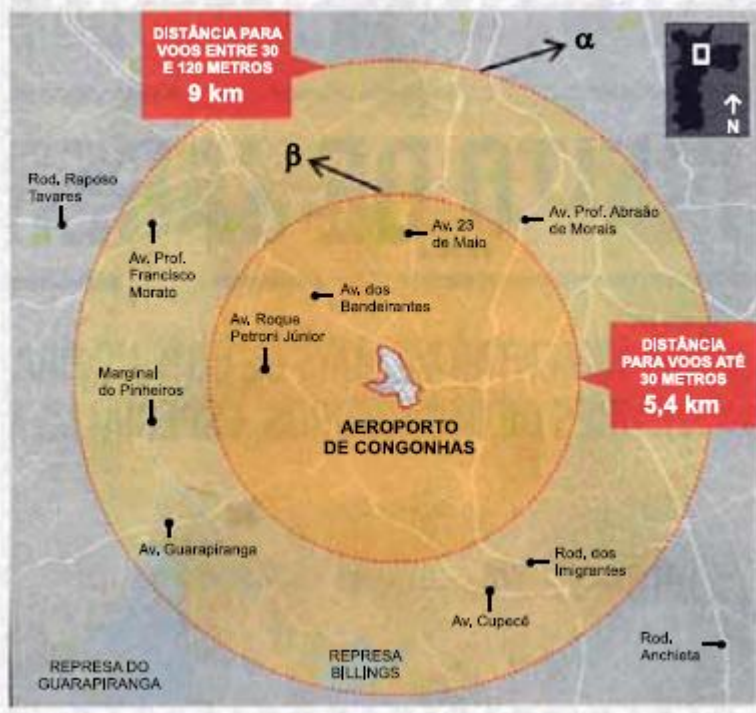 DISTÂNCIA PARA
VOOS ENTRE 30
E 120 METROS
9 km
α
N
β
Rod. Raposo
Tavares
Av. Prof.
Francisco
Morato
Av. 23
de Maio
Av. Prof. Abraão
de Morais
Av. dos
Bandeirantes
Av. Roque
Petroni Júnior
Marginal
do Pinheiros
DISTÂNCIA
PARA VOOS ATÉ
30 METROS
5,4 km
AEROPORTO
DE CONGONHAS
Av. Guarapiranga
Rod. dos
Imigrantes
Av. Cupecê
Rod.
Anchieta
REPRESA DO
GUARAPIRANGA
REPRESA
BILLINGS